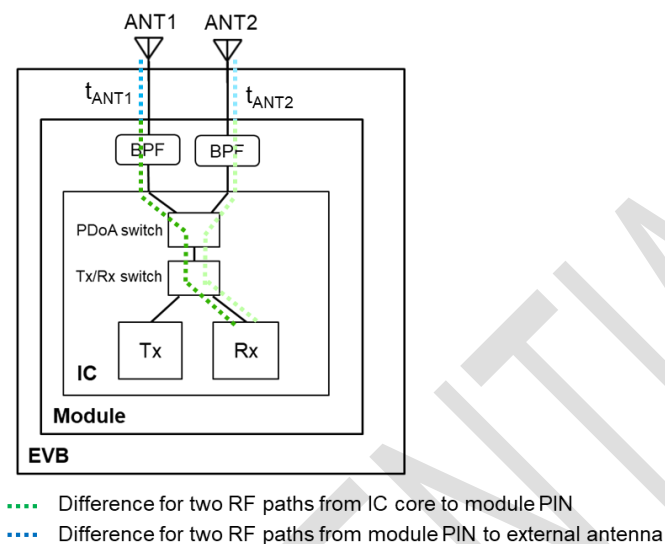 ANT1 ANT2
tANT1 tANT2
BPF BPF
PDoA switch
Tx/Rx switch
Tx Rx
IC
Module
EVB
Difference for two RF paths from IC core to module PIN
Difference for two RF paths from module PIN to external antenna